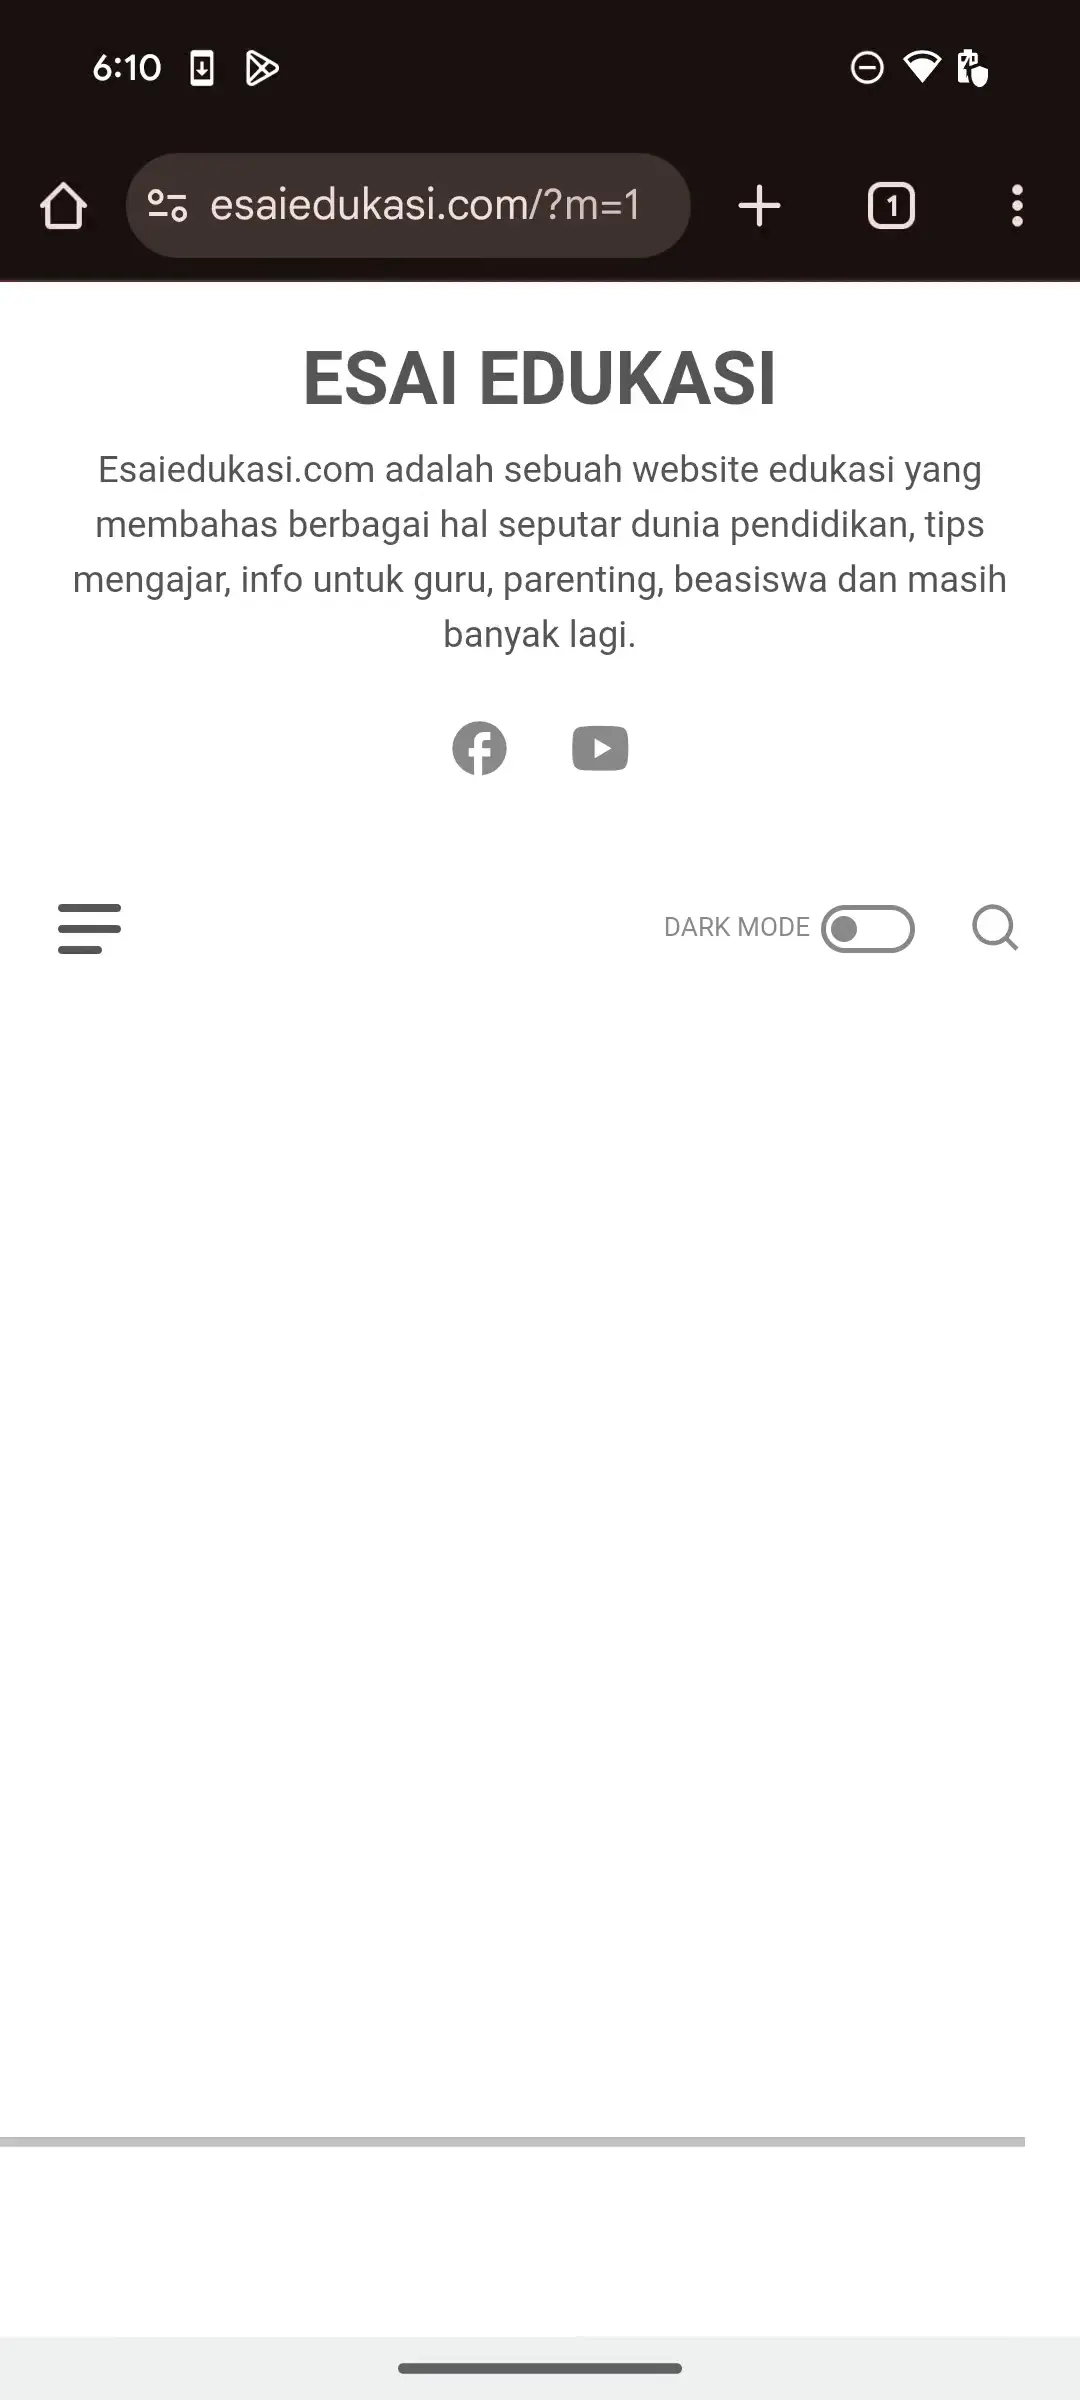 6:10
esaiedukasi.com/?m=1
1
ESAI EDUKASI
Esaiedukasi.com adalah sebuah website edukasi yang
membahas berbagai hal seputar dunia pendidikan, tips
mengajar, info untuk guru, parenting, beasiswa dan masih
banyak lagi.
DARK MODE